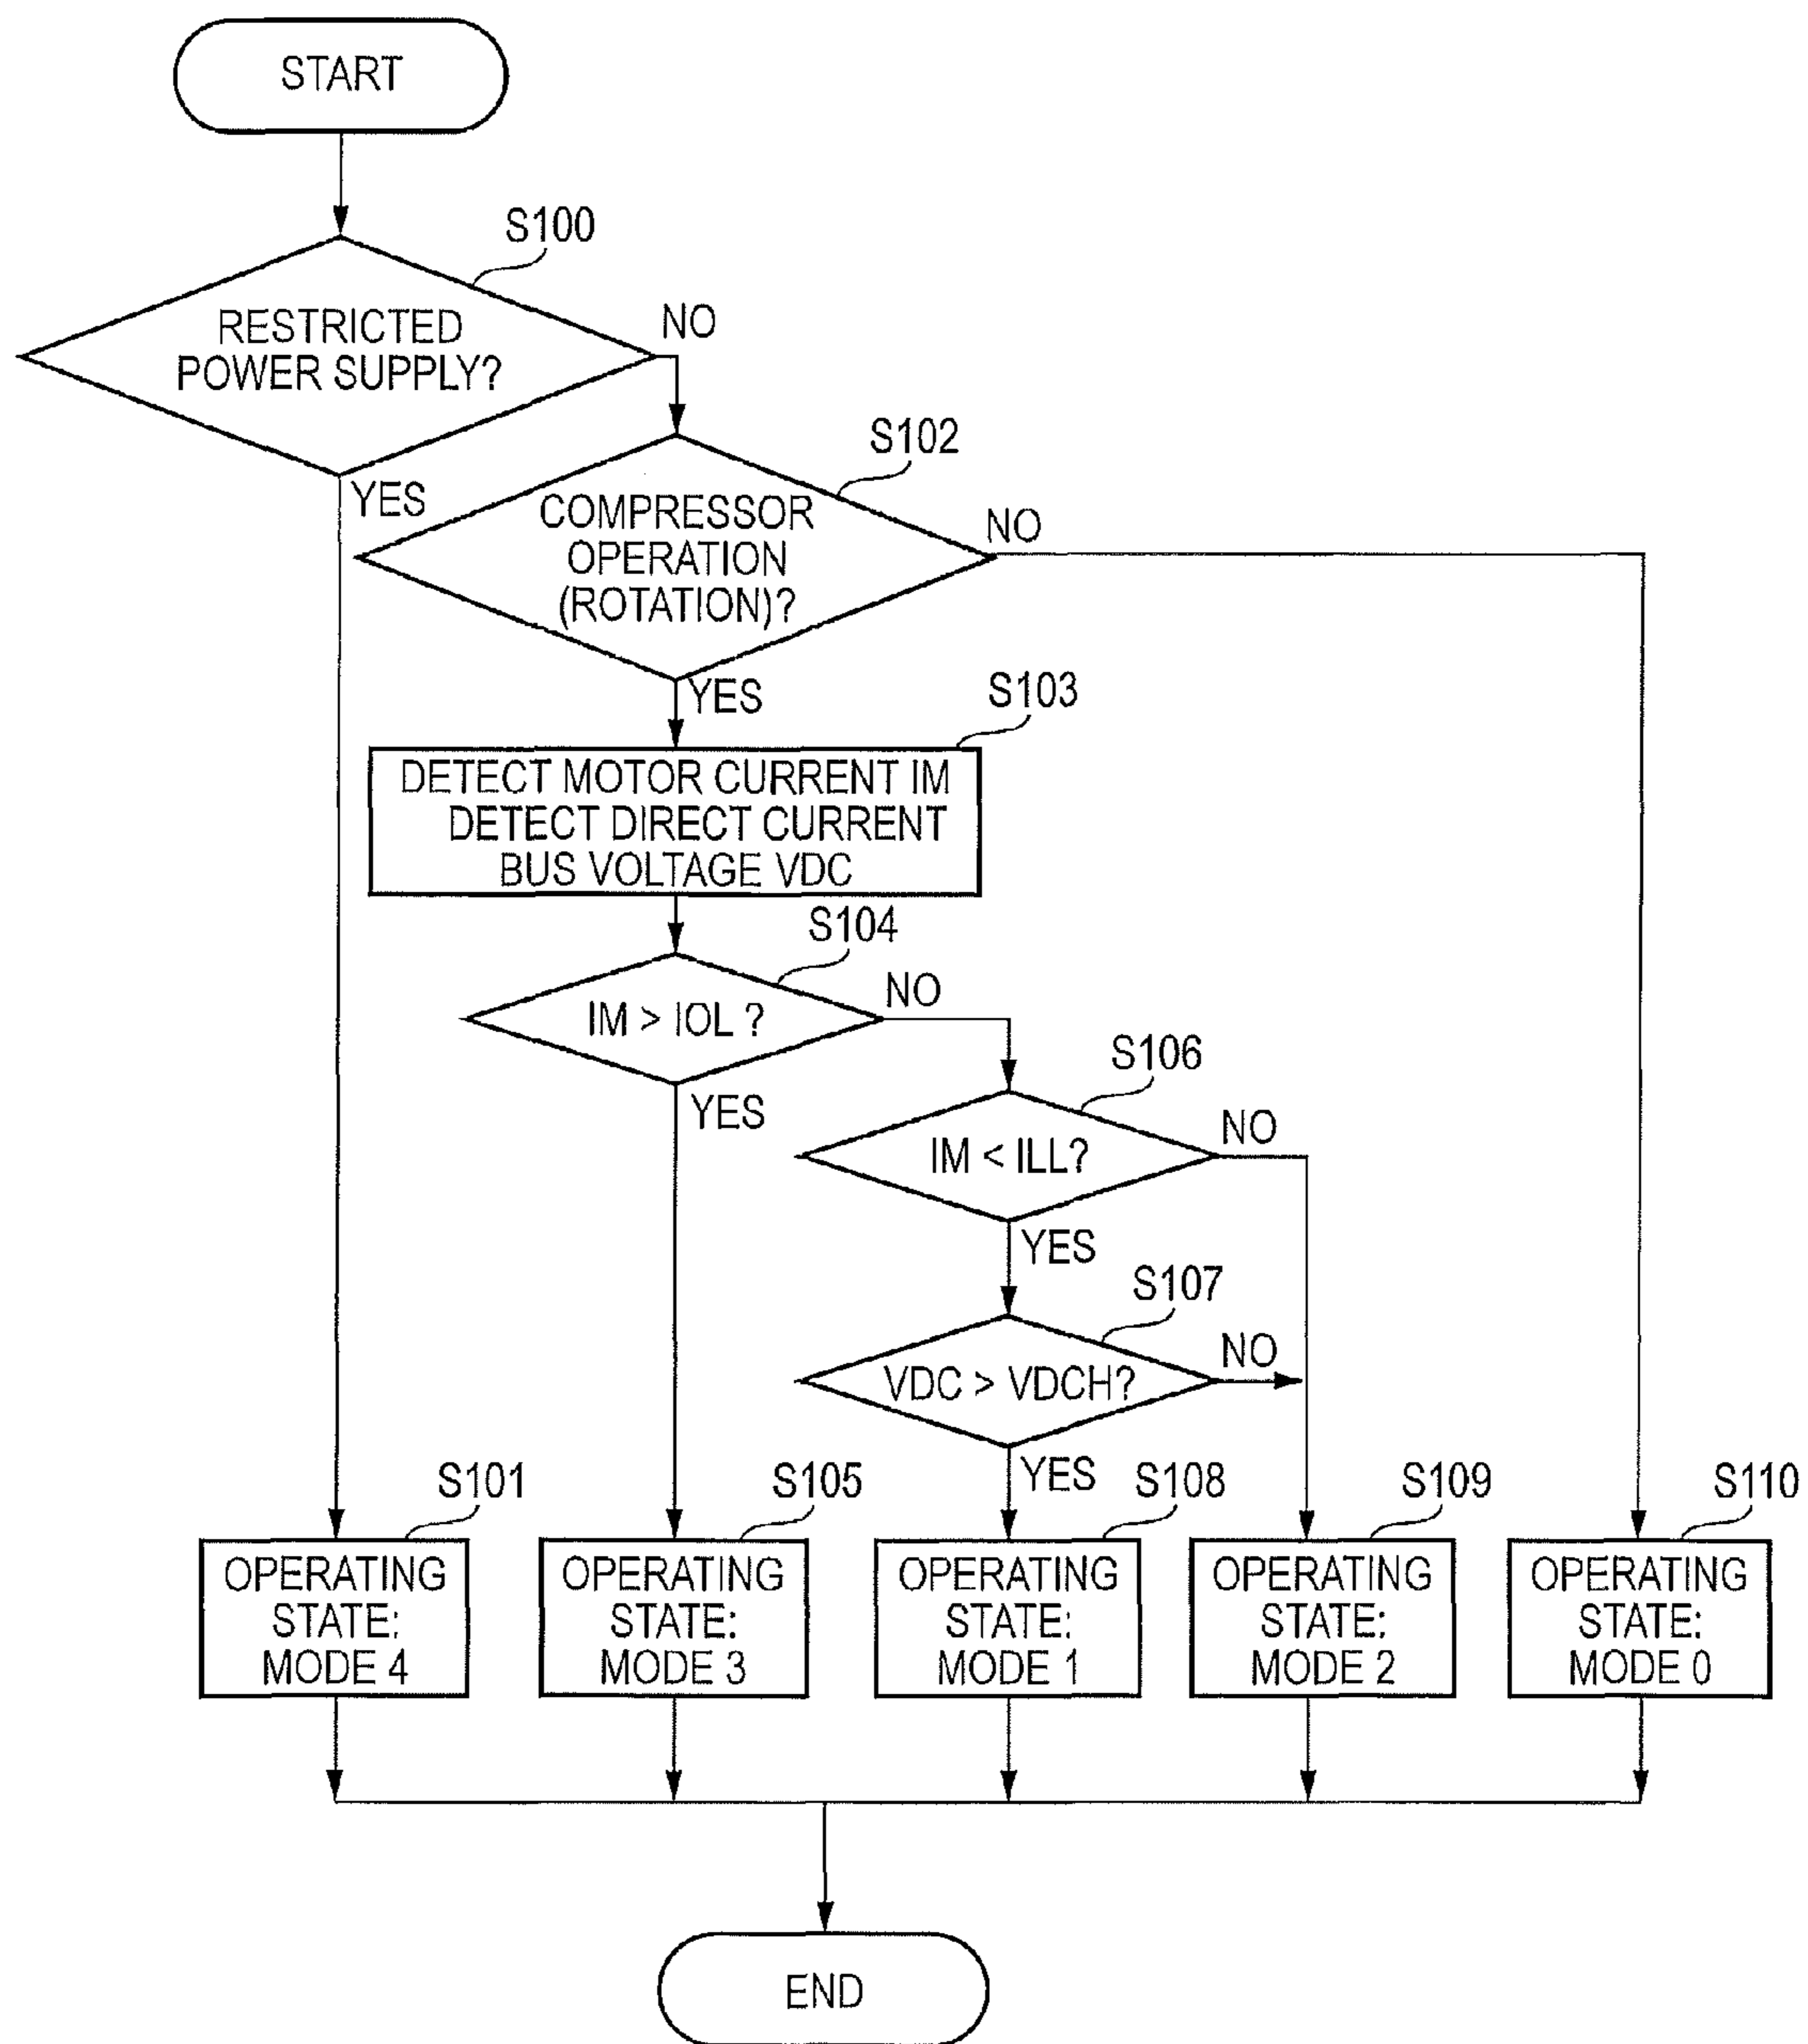 START
S100
RESTRICTED
POWER SUPPLY?
NO
YES
S102
COMPRESSOR
OPERATION
(ROTATION)?
NO
YES
S103
DETECT MOTOR CURRENT IM
DETECT DIRECT CURRENT
BUS VOLTAGE VDC
S104
IM > IOL ?
NO
YES
S106
IM < ILL?
NO
YES
S107
VDC > VDCH?
NO
YES
S101
OPERATING
STATE:
MODE 4
S105
OPERATING
STATE:
MODE 3
S108
OPERATING
STATE:
MODE 1
S109
OPERATING
STATE:
MODE 2
S110
OPERATING
STATE:
MODE 0
END